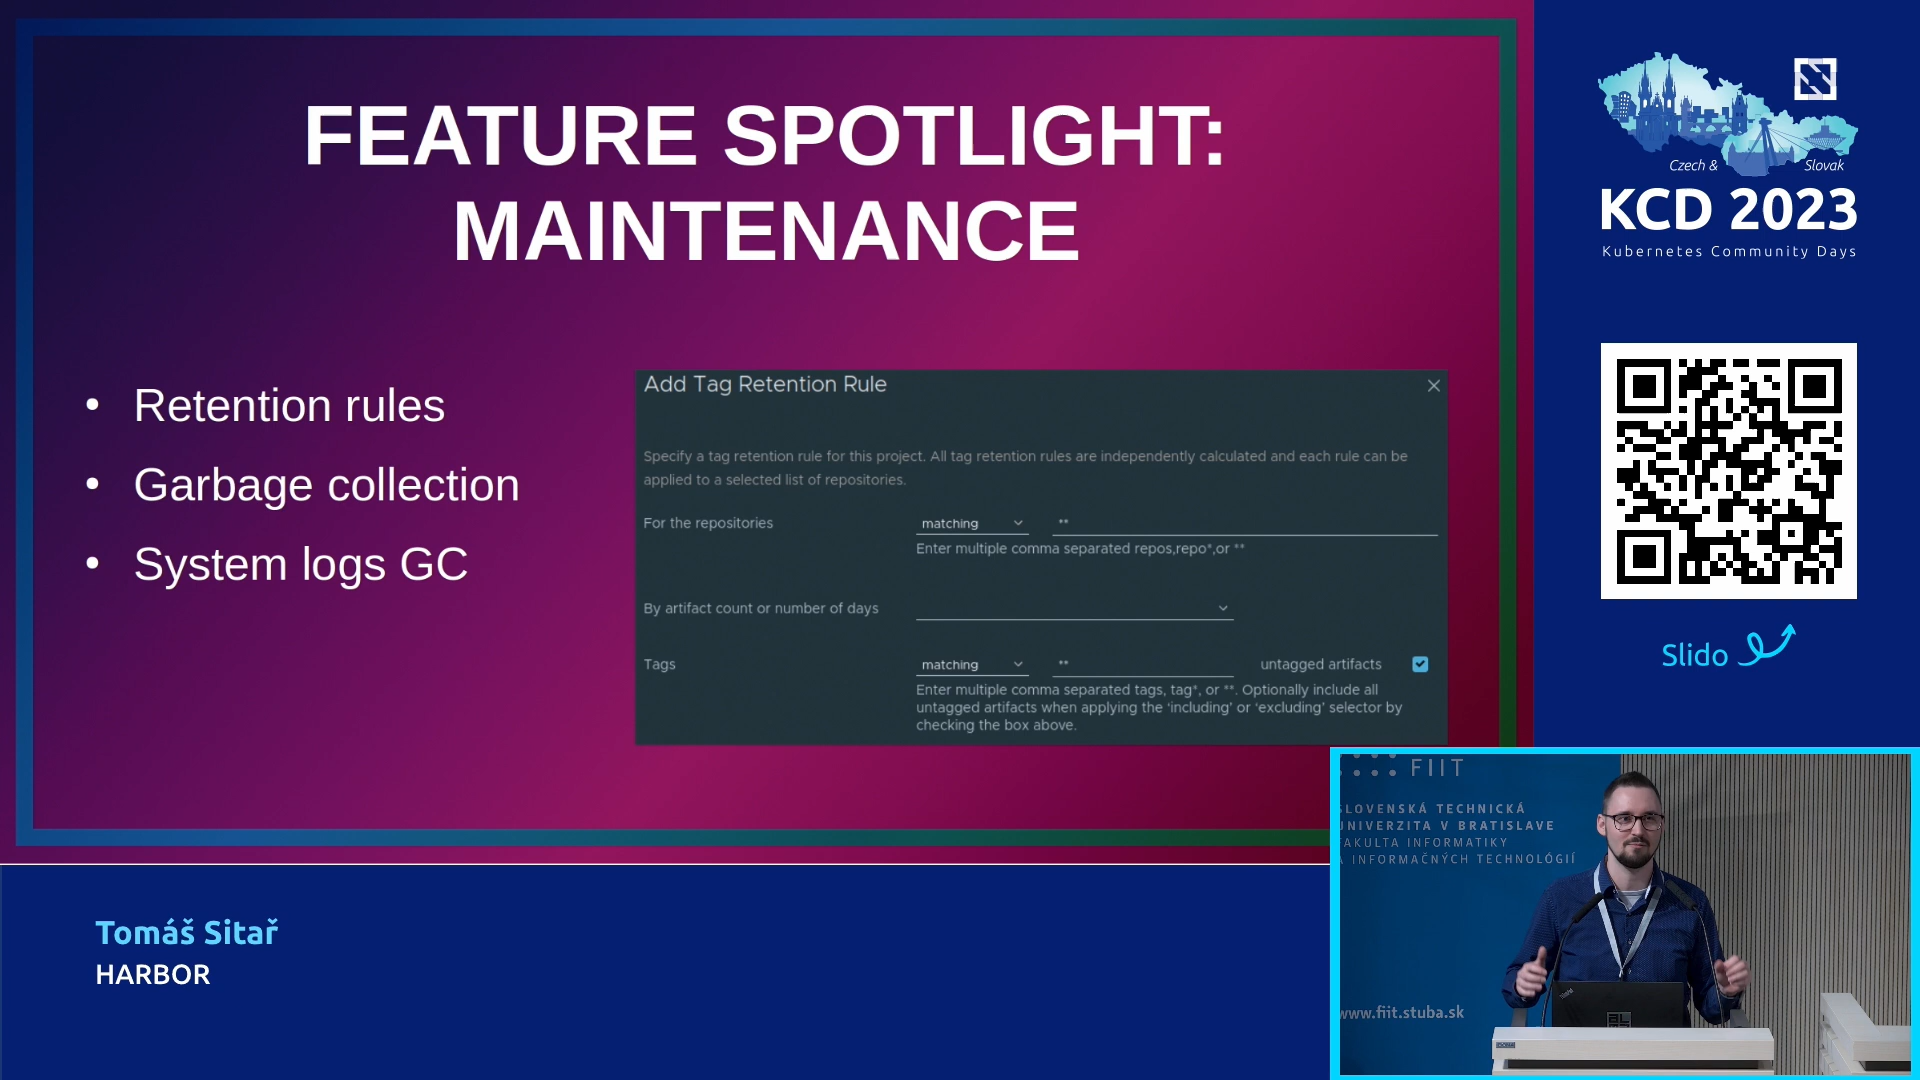 FEATURE SPOTLIGHT:
MAINTENANCE
• Retention rules
• Garbage collection
• System logs GC
Add Tag Retention Rule
Specify a tag retention rule for this project. All tag retention rules are independently calculated and each rule can be
applied to a selected list of repositories.
For the repositories
matching
**
Enter multiple comma separated repos,repo*,or **
By artifact count or number of days
Tags
matching
**
untagged artifacts
Enter multiple comma separated tags, tag*, or **. Optionally include all
untagged artifacts when applying the ‘including’ or ‘excluding’ selector by
checking the box above.
Czech & Slovak
KCD 2023
Kubernetes Community Days
Slido
FIIT
SLOVENSKÁ TECHNICKÁ
UNIVERZITA V BRATISLAVE
FAKULTA INFORMATIKY
A INFORMAČNÝCH TECHNOLÓGIÍ
www.fiit.stuba.sk
Tomáš Sitař
HARBOR